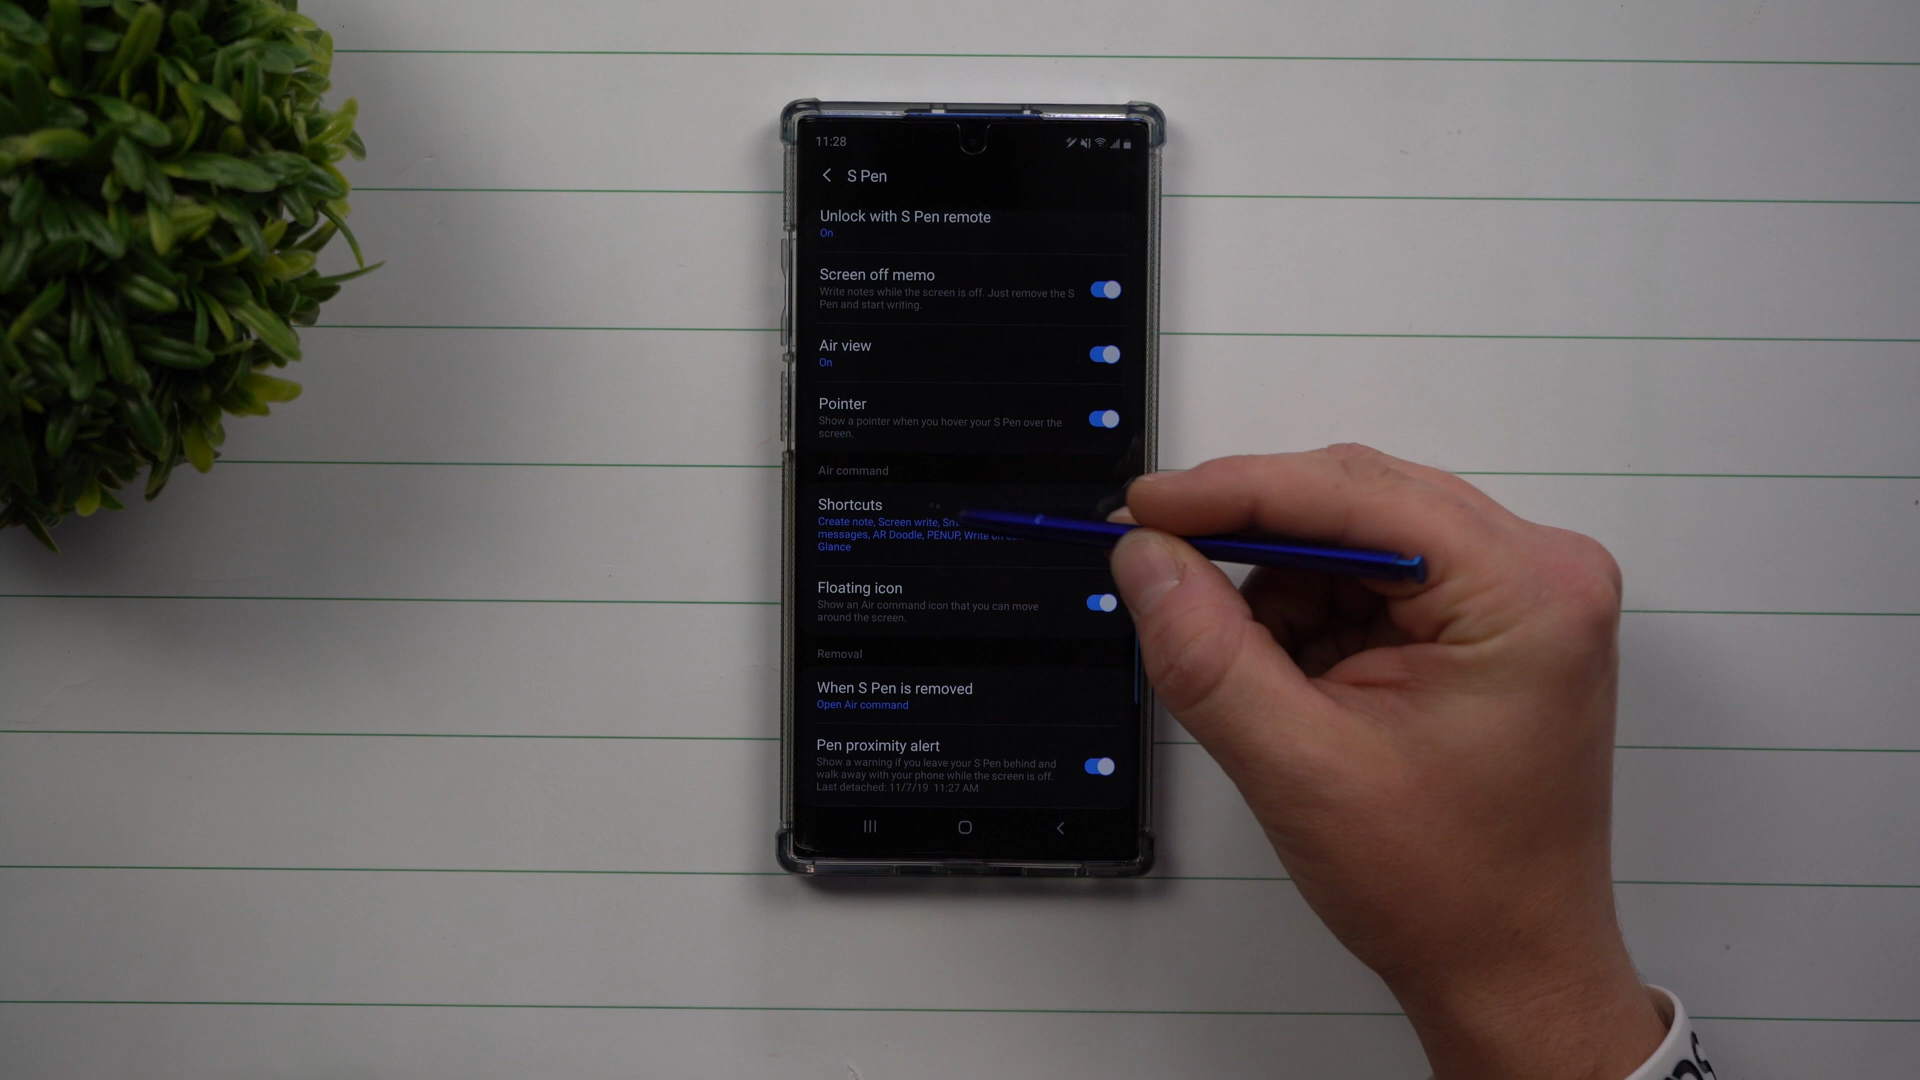 11:28
S Pen
Unlock with S Pen remote
On
Screen off memo
Write notes while the screen is off. Just remove the S
Pen and start writing.
Air view
On
Pointer
Show a pointer when you hover your S Pen over the
screen.
Air command
Shortcuts
Create note, Screen write,
messages, AR Doodle, PENUP, Write on
Glance
Floating icon
Show an Air command icon that you can move
around the screen.
Removal
When S Pen is removed
Open Air command
Pen proximity alert
Show a warning if you leave your S Pen behind and
walk away with your phone while the screen is off.
Last detached: 11/7/19 11:27 AM